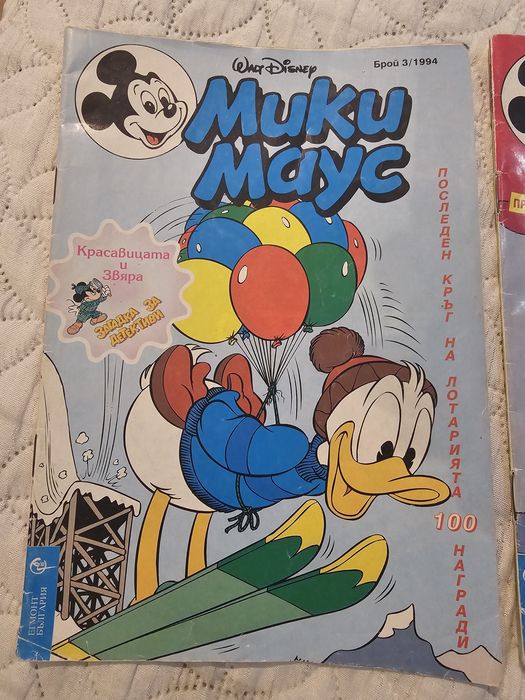 WALT DISNEY
Брой 3/1994
Мики
Маус
Красавицата
и
Звяра
ЗАГАДКА ЗА
ДЕТЕКТИВИ
ПОСЛЕДЕН КРЪГ НА ЛОТАРИЯТА 100 НАГРАДИ
ЕГМОНТ
БЪЛГАРИЯ
ПР